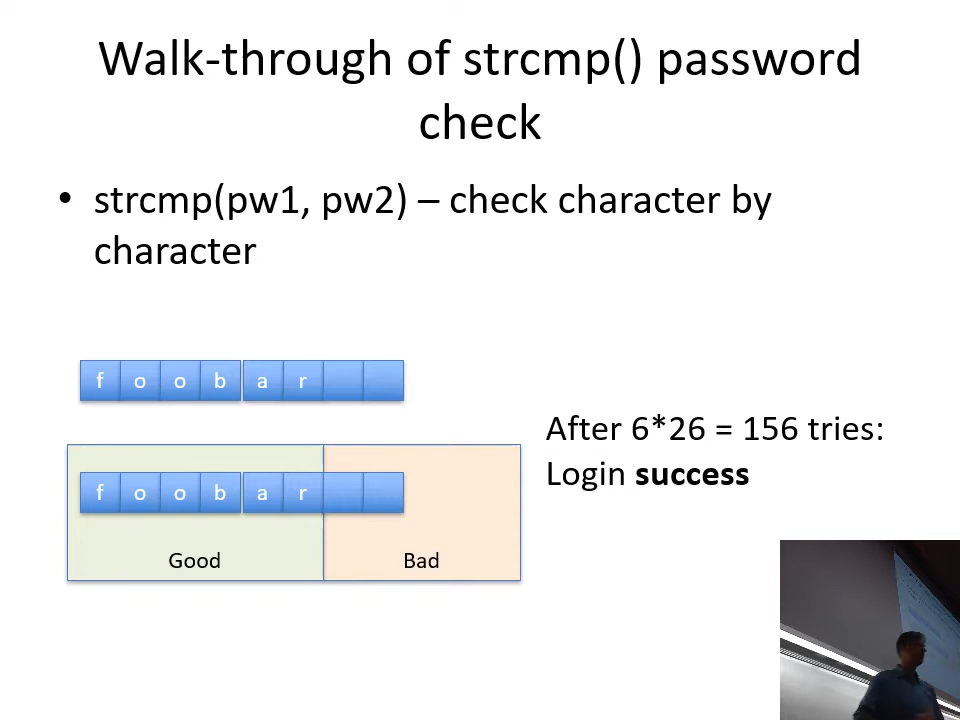 Walk-through of strcmp() password
check
• strcmp(pw1, pw2) – check character by
character
f o o b a r
f o o b a r
Good Bad
After 6*26 = 156 tries:
Login success